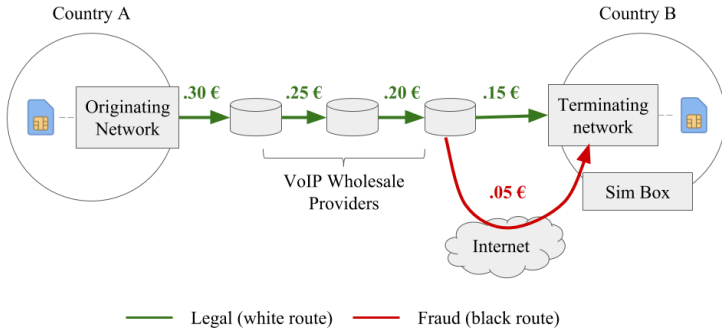 Country A
Country B
.30 €
.25 €
.20 €
.15 €
Originating
Network
Terminating
network
VoIP Wholesale
Providers
.05 €
Sim Box
Internet
Legal (white route)
Fraud (black route)